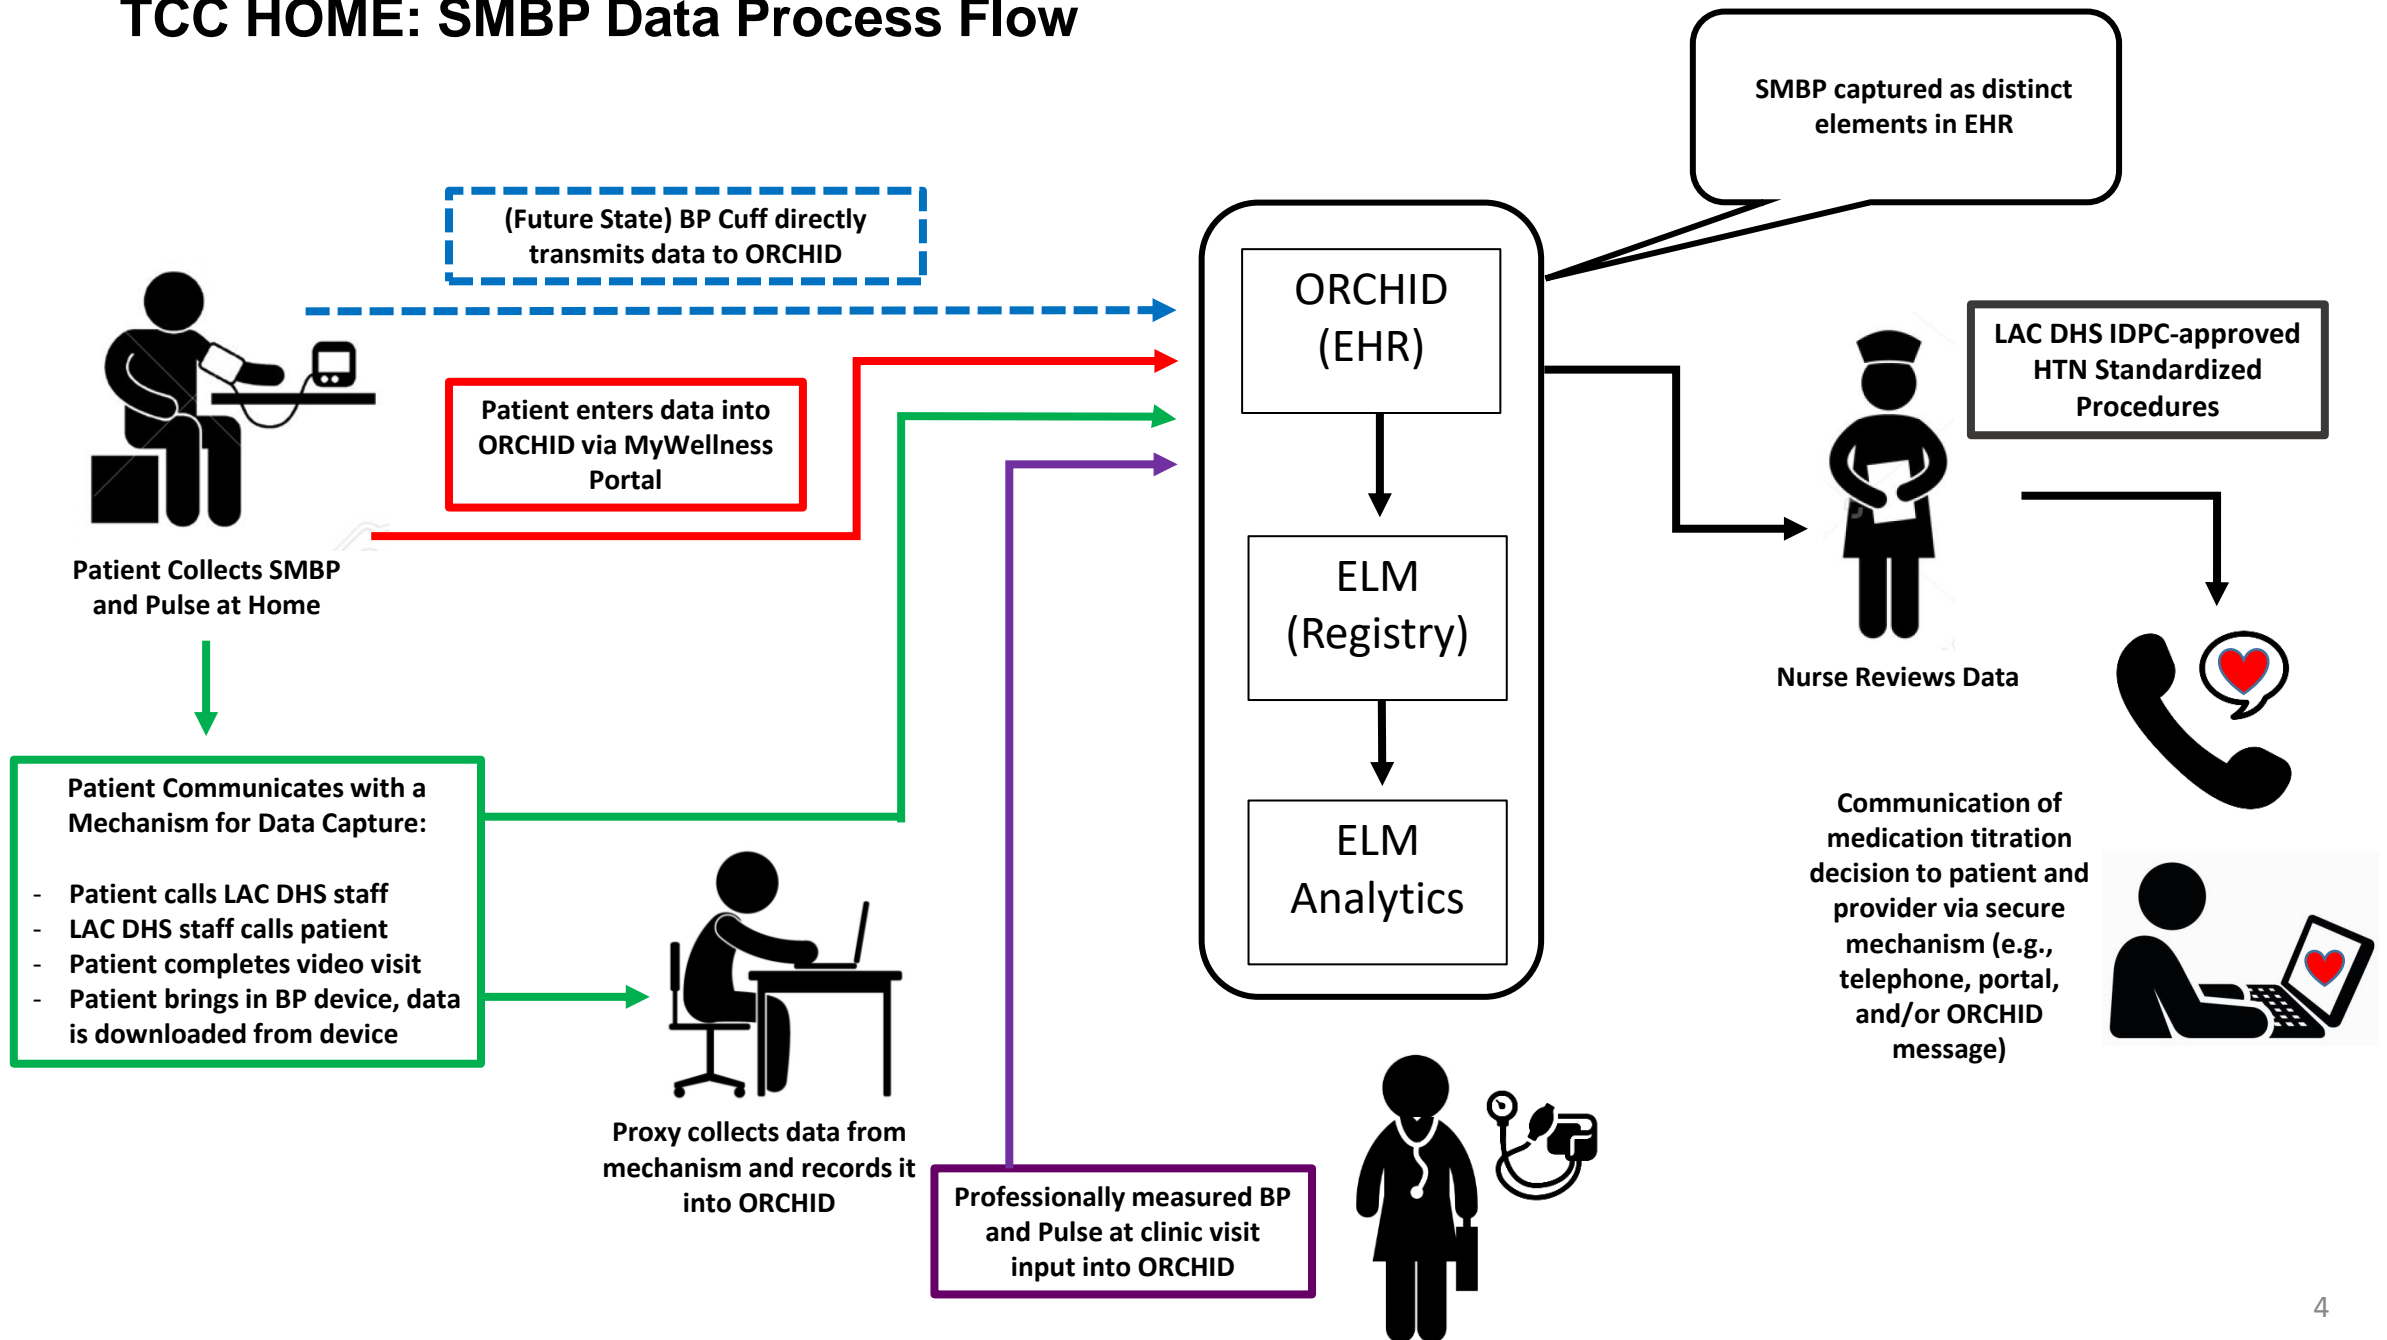 TCC HOME: SMBP Data Process Flow
SMBP captured as distinct
elements in EHR
(Future State) BP Cuff directly
transmits data to ORCHID
ORCHID
(EHR)
LAC DHS IDPC-approved
HTN Standardized
Procedures
Patient enters data into
ORCHID via MyWellness
Portal
Patient Collects SMBP
and Pulse at Home
ELM
(Registry)
Nurse Reviews Data
Patient Communicates with a
Mechanism for Data Capture:
- Patient calls LAC DHS staff
- LAC DHS staff calls patient
- Patient completes video visit
- Patient brings in BP device, data
is downloaded from device
ELM
Analytics
Communication of
medication titration
decision to patient and
provider via secure
mechanism (e.g.,
telephone, portal,
and/or ORCHID
message)
Proxy collects data from
mechanism and records it
into ORCHID
Professionally measured BP
and Pulse at clinic visit
input into ORCHID
4